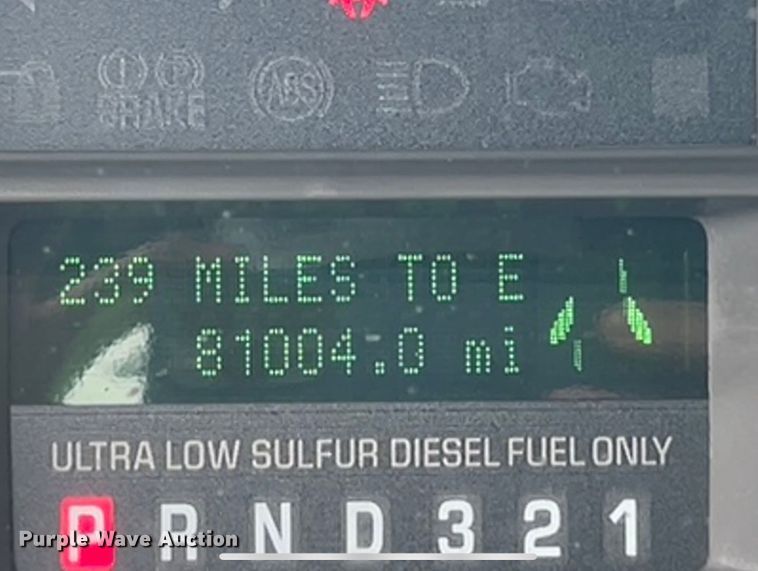 BRAKE
ABS
239 MILES TO E
81004.0 mi
ULTRA LOW SULFUR DIESEL FUEL ONLY
P R N D 3 2 1
Purple Wave Auction